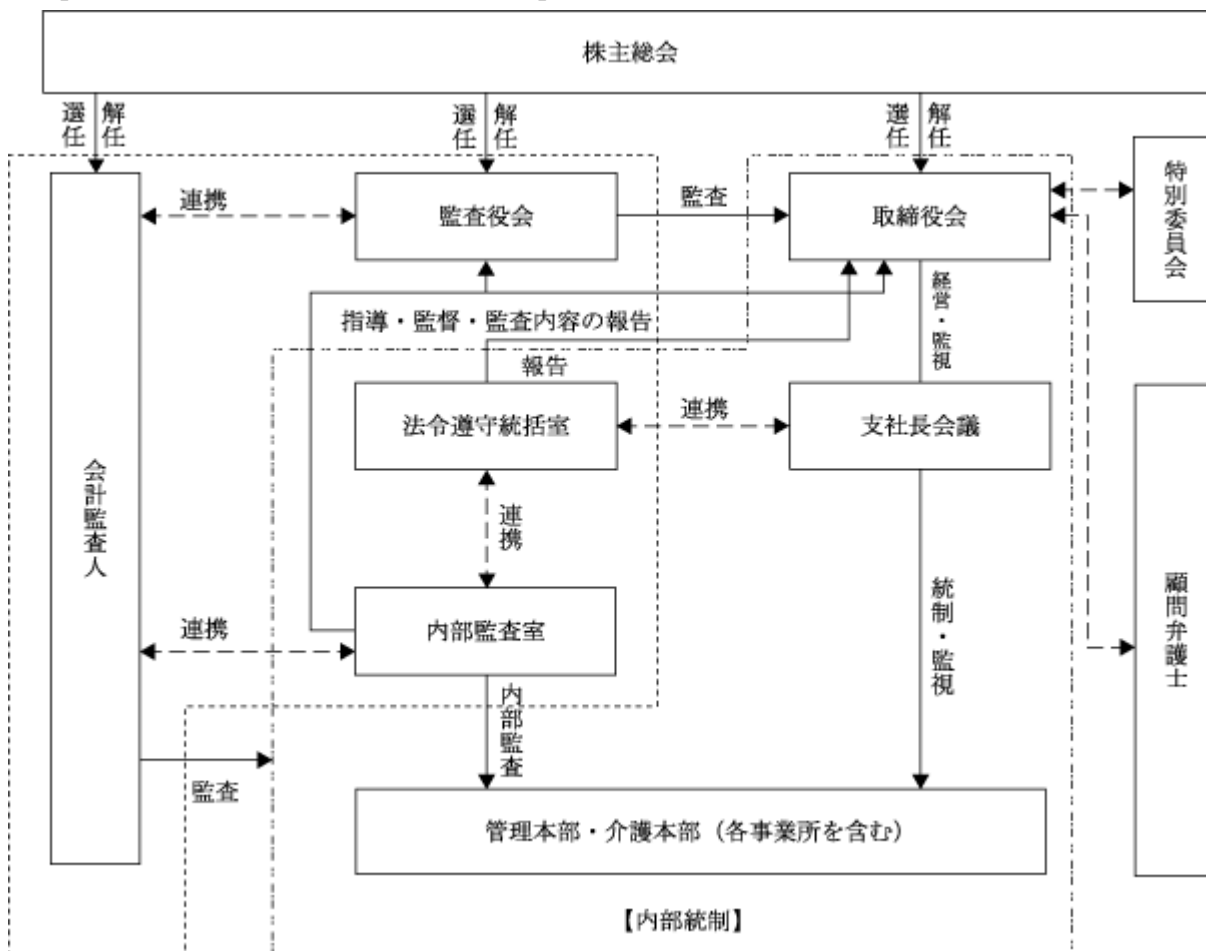 株主総会
選任
解任
選任
解任
選任
解任
特別委員会
連携
監査役会
監査
取締役会
指導・監督・監査内容の報告
経営・監視
報告
法令遵守統括室
連携
支社長会議
会計監査人
連携
顧問弁護士
連携
内部監査室
統制・監視
内部監査
監査
管理本部・介護本部（各事業所を含む）
【内部統制】